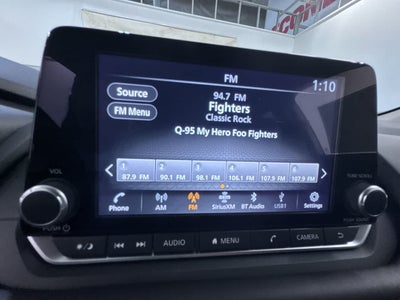 FM
1:10
Source
FM Menu
94.7 FM
Fighters
Classic Rock
Q-95 My Hero Foo Fighters
1 2 3 4 5 6
87.9 FM 90.1 FM 98.1 FM 106.1 FM 107.9 FM 107.9 FM
Phone AM FM SiriusXM BT Audio USB1 Settings
VOL
TUNE SCROLL
PUSH
PUSH SOUND
AUDIO MENU CAMERA